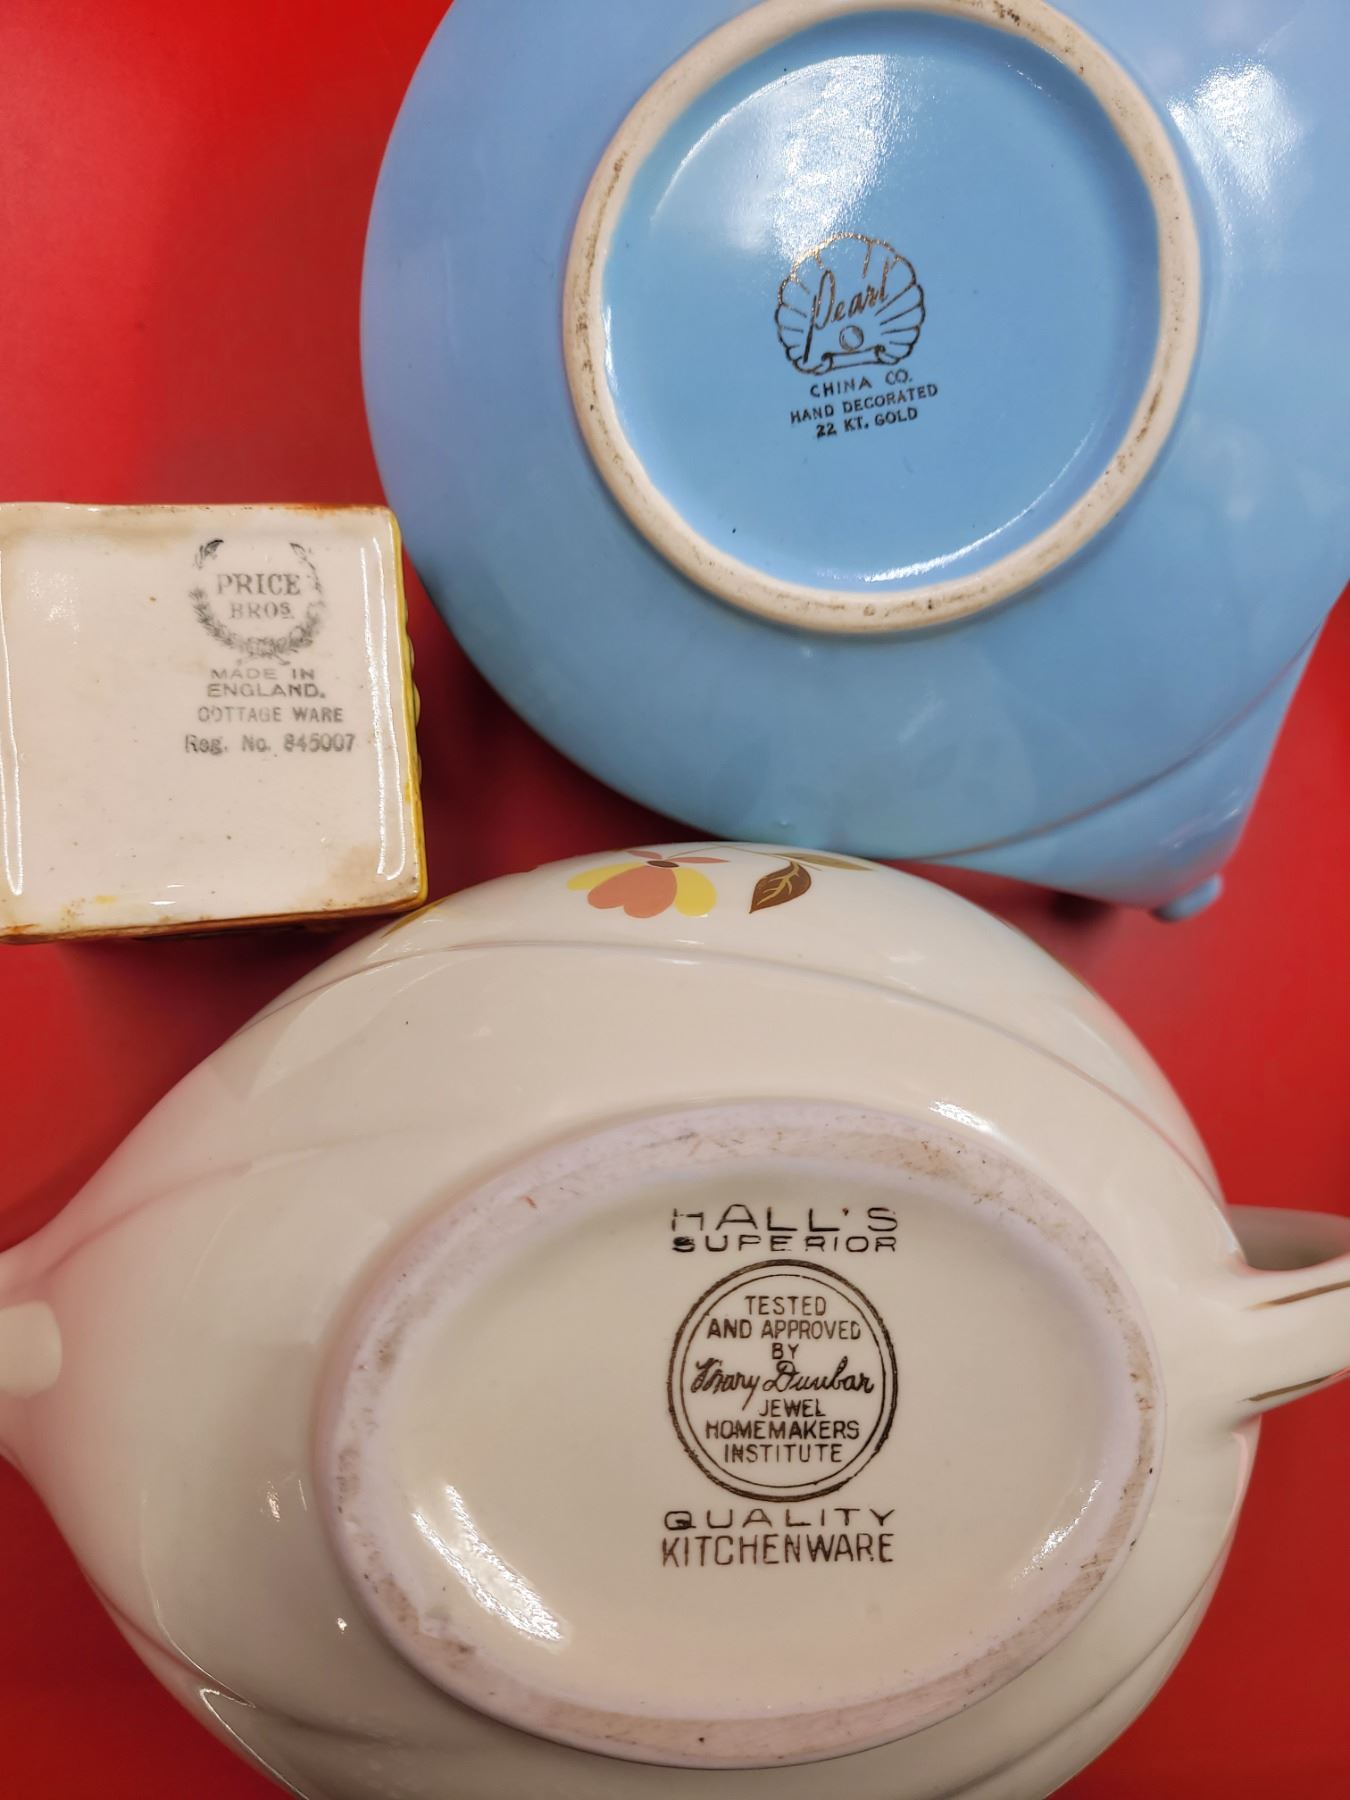 Pearl
CHINA CO.
HAND DECORATED
22 KT. GOLD
PRICE
BROS.
MADE IN
ENGLAND.
COTTAGE WARE
Reg. No. 845007
HALL'S
SUPERIOR
TESTED
AND APPROVED
BY
Mary Dunbar
JEWEL
HOMEMAKERS
INSTITUTE
QUALITY
KITCHENWARE